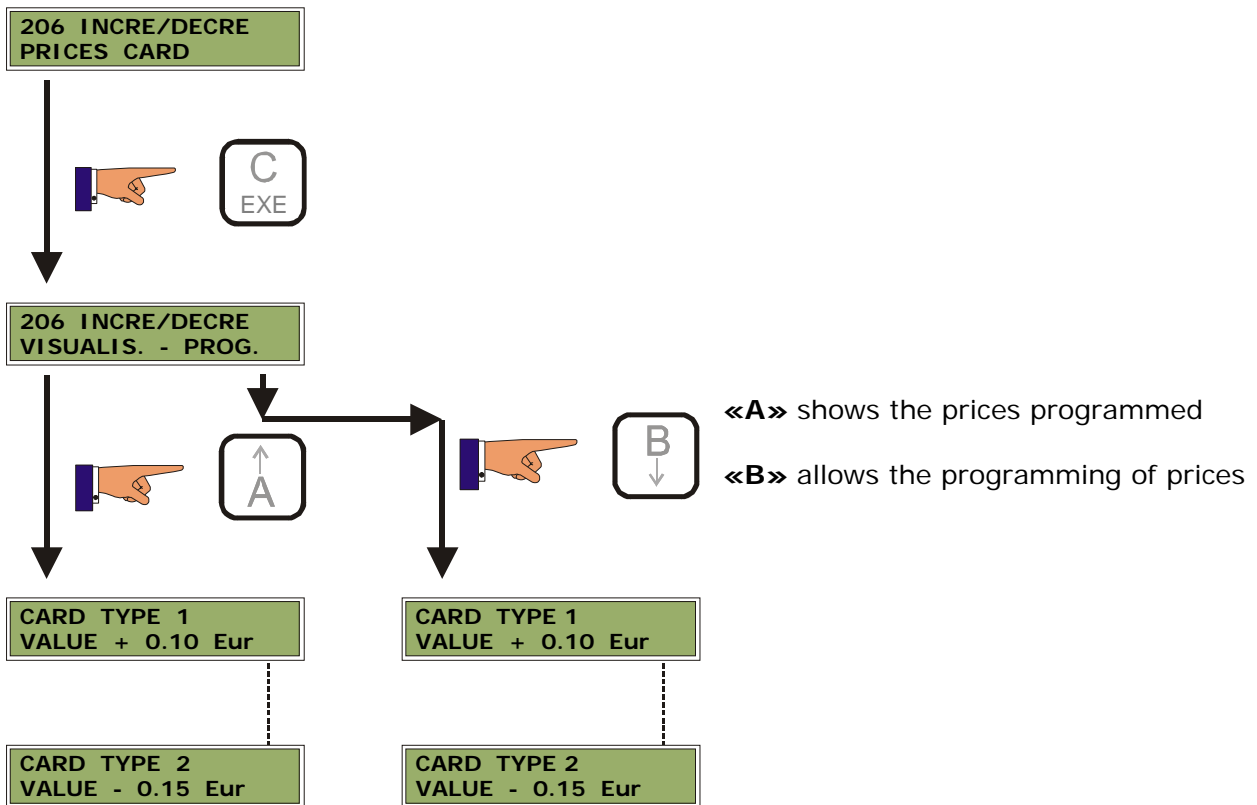 206 INCRE/DECRE
PRICES CARD
C
EXE
206 INCRE/DECRE
VISUALIS. - PROG.
↑
A
B
↓
«A» shows the prices programmed
«B» allows the programming of prices
CARD TYPE 1
VALUE + 0.10 Eur
CARD TYPE 1
VALUE + 0.10 Eur
CARD TYPE 2
VALUE - 0.15 Eur
CARD TYPE 2
VALUE - 0.15 Eur